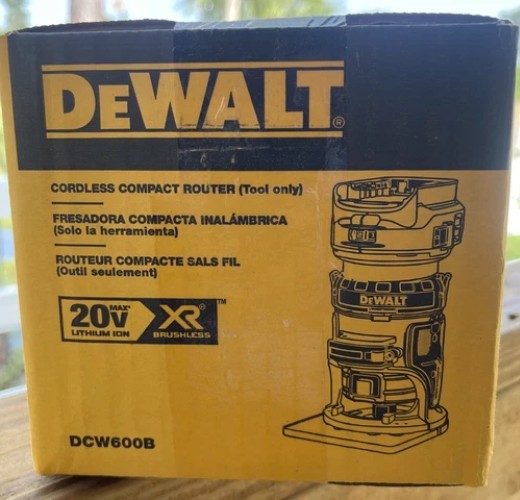 DEWALT®
CORDLESS COMPACT ROUTER (Tool only)
FRESADORA COMPACTA INALÁMBRICA
(Solo la herramienta)
ROUTEUR COMPACTE SALS FIL
(Outil seulement)
20V MAX* XR® ™
LITHIUM ION BRUSHLESS
DEWALT
DCW600B